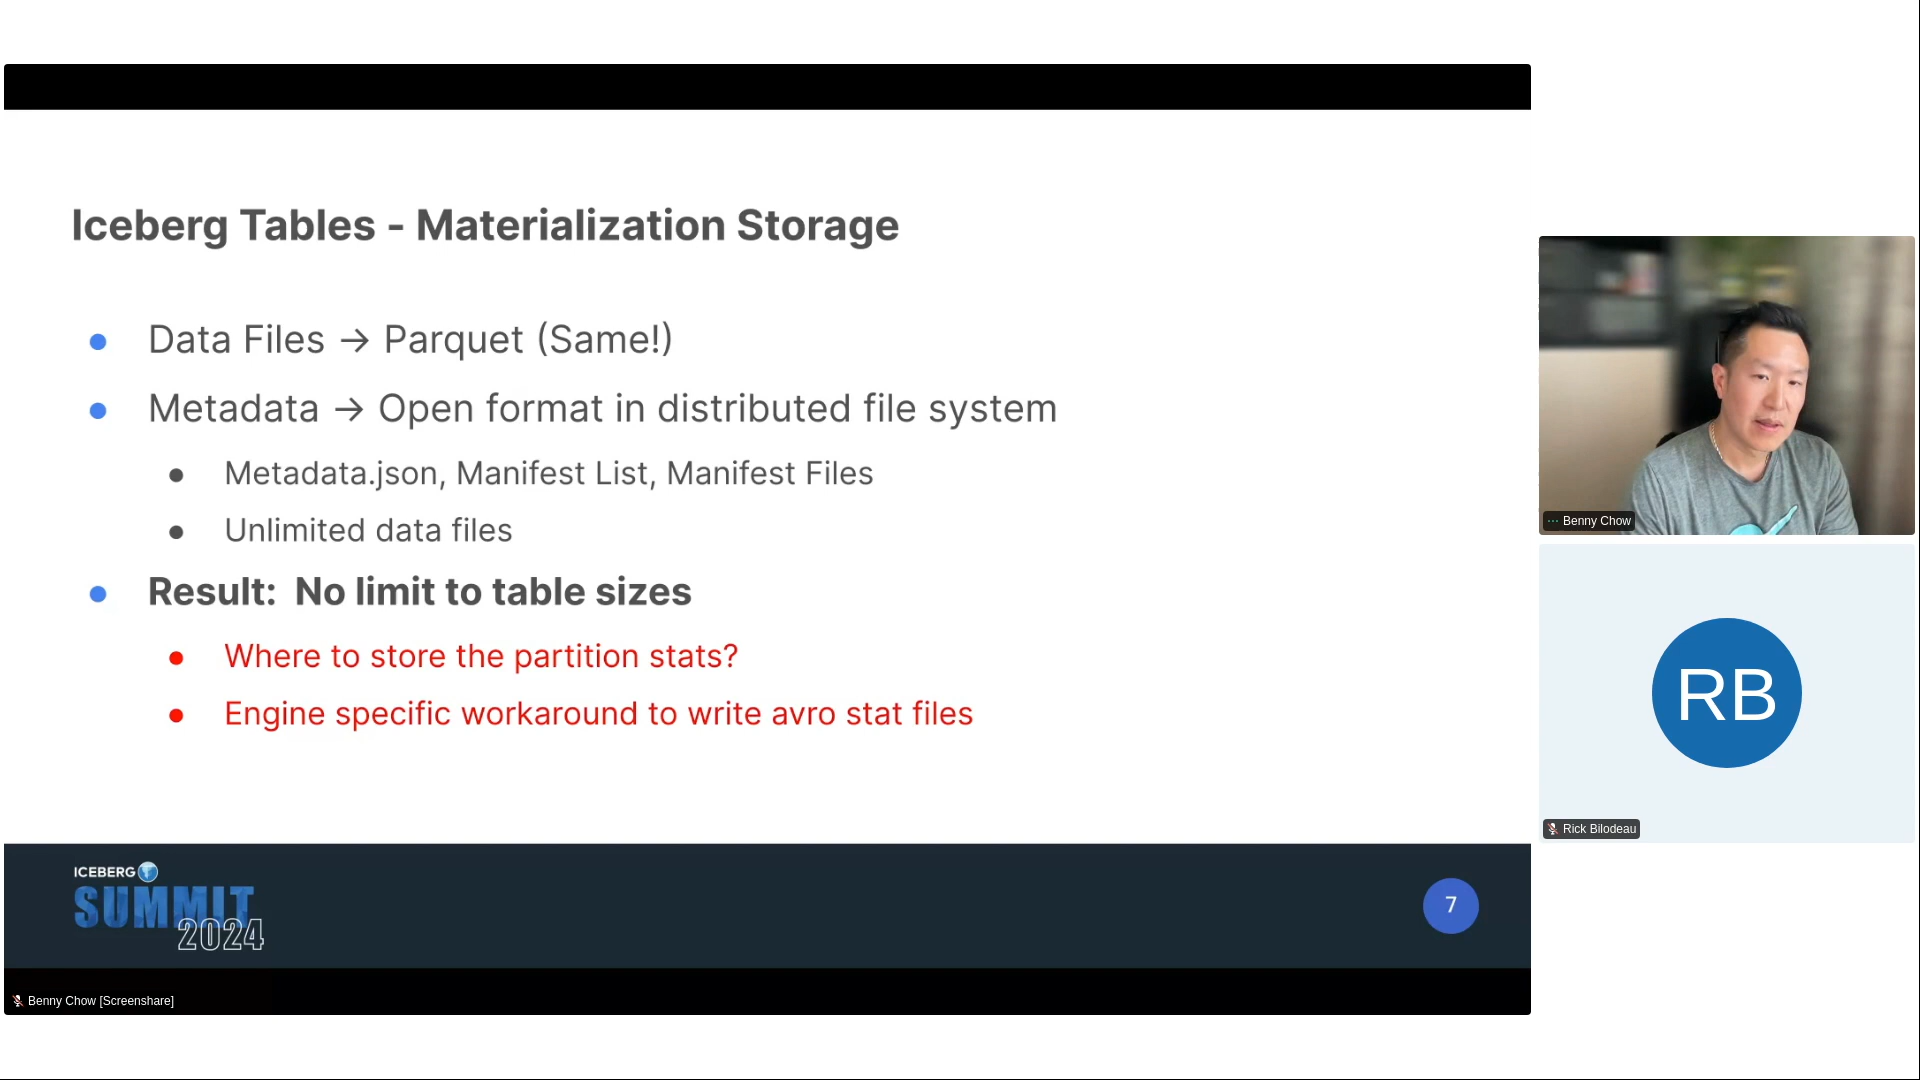 Iceberg Tables - Materialization Storage
Data Files → Parquet (Same!)
Metadata → Open format in distributed file system
Metadata.json, Manifest List, Manifest Files
Unlimited data files
Result: No limit to table sizes
Where to store the partition stats?
Engine specific workaround to write avro stat files
ICEBERG
SUMMIT
2024
7
Benny Chow [Screenshare]
Benny Chow
RB
Rick Bilodeau